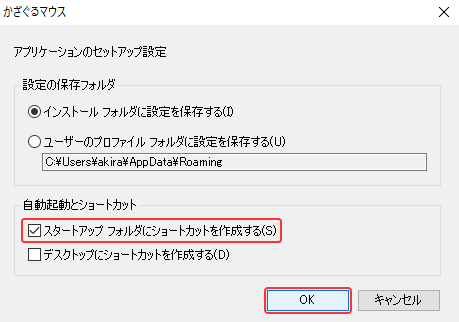 かざぐるマウス
アプリケーションのセットアップ設定
設定の保存フォルダ
インストール フォルダに設定を保存する(I)
ユーザーのプロファイル フォルダに設定を保存する(U)
C:¥Users¥akira¥AppData¥Roaming
自動起動とショートカット
スタートアップ フォルダにショートカットを作成する(S)
デスクトップにショートカットを作成する(D)
OK
キャンセル